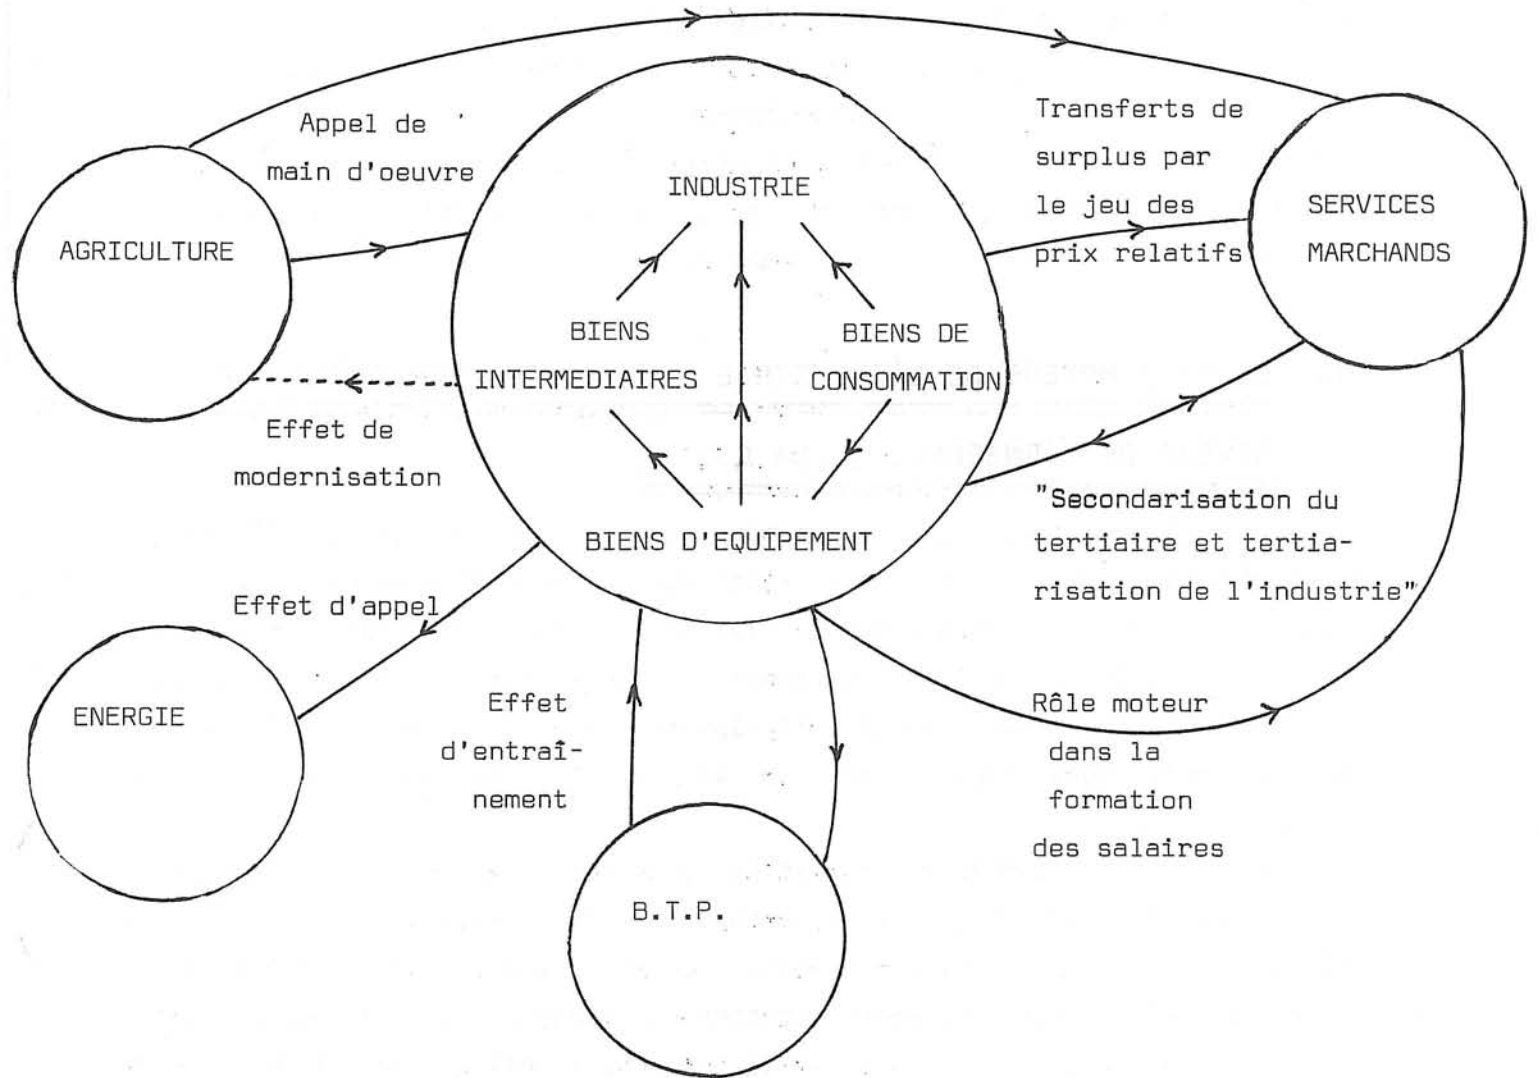 Appel de
main d'oeuvre
AGRICULTURE
INDUSTRIE
Transferts de
surplus par
le jeu des
prix relatifs
SERVICES
MARCHANDS
BIENS
INTERMEDIAIRES
BIENS DE
CONSOMMATION
Effet de
modernisation
BIENS D'EQUIPEMENT
"Secondarisation du
tertiaire et tertia-
risation de l'industrie"
Effet d'appel
ENERGIE
Effet
d'entraî-
nement
Rôle moteur
dans la
formation
des salaires
B.T.P.